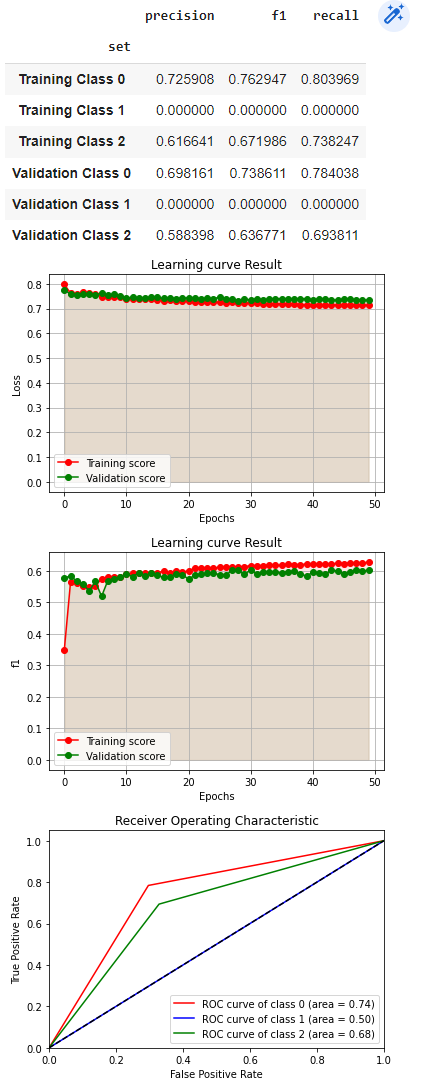 precision f1 recall
set
Training Class 0 0.725908 0.762947 0.803969
Training Class 1 0.000000 0.000000 0.000000
Training Class 2 0.616641 0.671986 0.738247
Validation Class 0 0.698161 0.738611 0.784038
Validation Class 1 0.000000 0.000000 0.000000
Validation Class 2 0.588398 0.636771 0.693811
Learning curve Result
0.8
0.7
0.6
0.5
0.4
0.3
0.2
0.1
0.0
Loss
Training score
Validation score
0 10 20 30 40 50
Epochs
Learning curve Result
0.6
0.5
0.4
0.3
0.2
0.1
0.0
f1
Training score
Validation score
0 10 20 30 40 50
Epochs
Receiver Operating Characteristic
1.0
0.8
0.6
0.4
0.2
0.0
True Positive Rate
ROC curve of class 0 (area = 0.74)
ROC curve of class 1 (area = 0.50)
ROC curve of class 2 (area = 0.68)
0.0 0.2 0.4 0.6 0.8 1.0
False Positive Rate